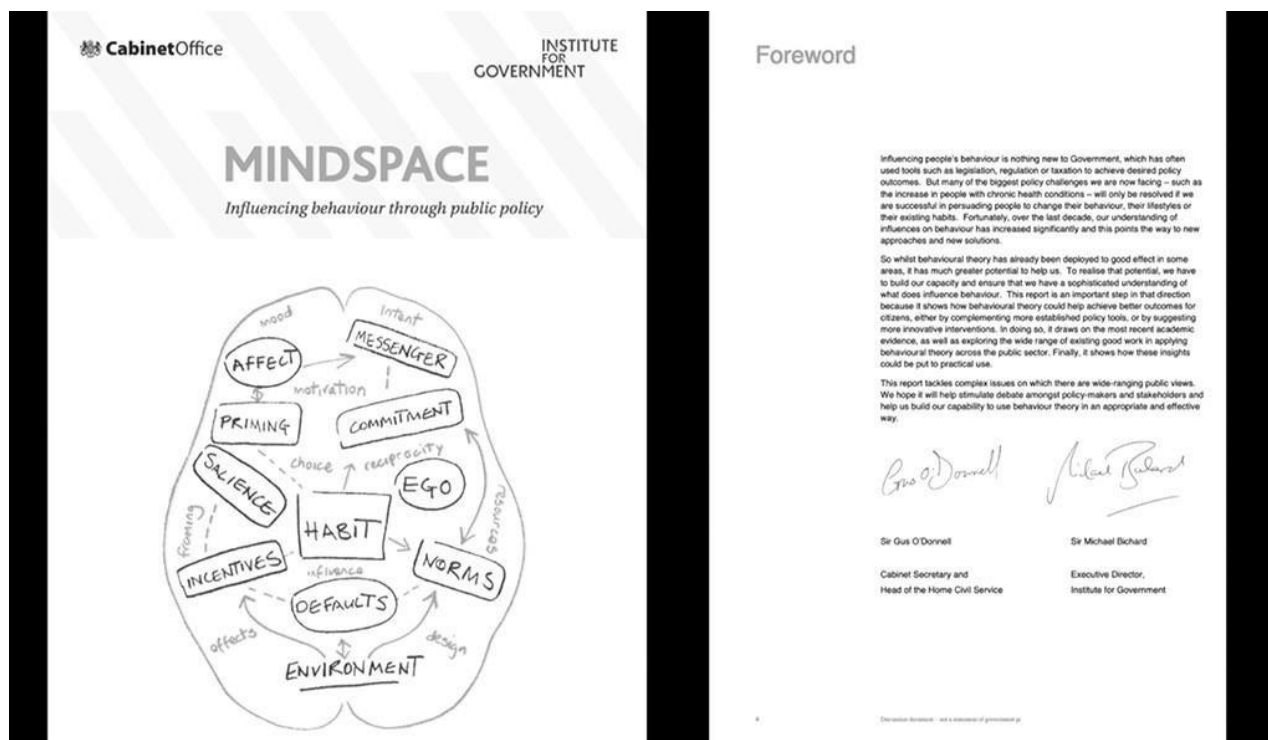 CabinetOffice
INSTITUTE
FOR
GOVERNMENT
MINDSPACE
Influencing behaviour through public policy
mood
intent
AFFECT
MESSENGER
motivation
PRIMING
COMMITMENT
choice
reciprocity
SALIENCE
EGO
framing
HABIT
resources
INCENTIVES
influence
NORMS
DEFAULTS
effects
design
ENVIRONMENT
Foreword
Influencing people's behaviour is nothing new to Government, which has often
used tools such as legislation, regulation or taxation to achieve desired policy
outcomes. But many of the biggest policy challenges we are now facing – such as
the increase in people with chronic health conditions – will only be resolved if we
are successful in persuading people to change their behaviour, their lifestyles or
their existing habits. Fortunately, over the last decade, our understanding of
influences on behaviour has increased significantly and this points the way to new
approaches and new solutions.
So whilst behavioural theory has already been deployed to good effect in some
areas, it has much greater potential to help us. To realise that potential, we have
to build our capacity and ensure that we have a sophisticated understanding of
what does influence behaviour. This report is an important step in that direction
because it shows how behavioural theory could help achieve better outcomes for
citizens, either by complementing more established policy tools, or by suggesting
more innovative interventions. In doing so, it draws on the most recent academic
evidence, as well as exploring the wide range of existing good work in applying
behavioural theory across the public sector. Finally, it shows how these insights
could be put to practical use.
This report tackles complex issues on which there are wide-ranging public views.
We hope it will help stimulate debate amongst policy-makers and stakeholders and
help us build our capability to use behaviour theory in an appropriate and effective
way.
Gus O'Donnell
Michael Bichard
Sir Gus O'Donnell
Sir Michael Bichard
Cabinet Secretary and
Head of the Home Civil Service
Executive Director,
Institute for Government
Discussion document – not a statement of government